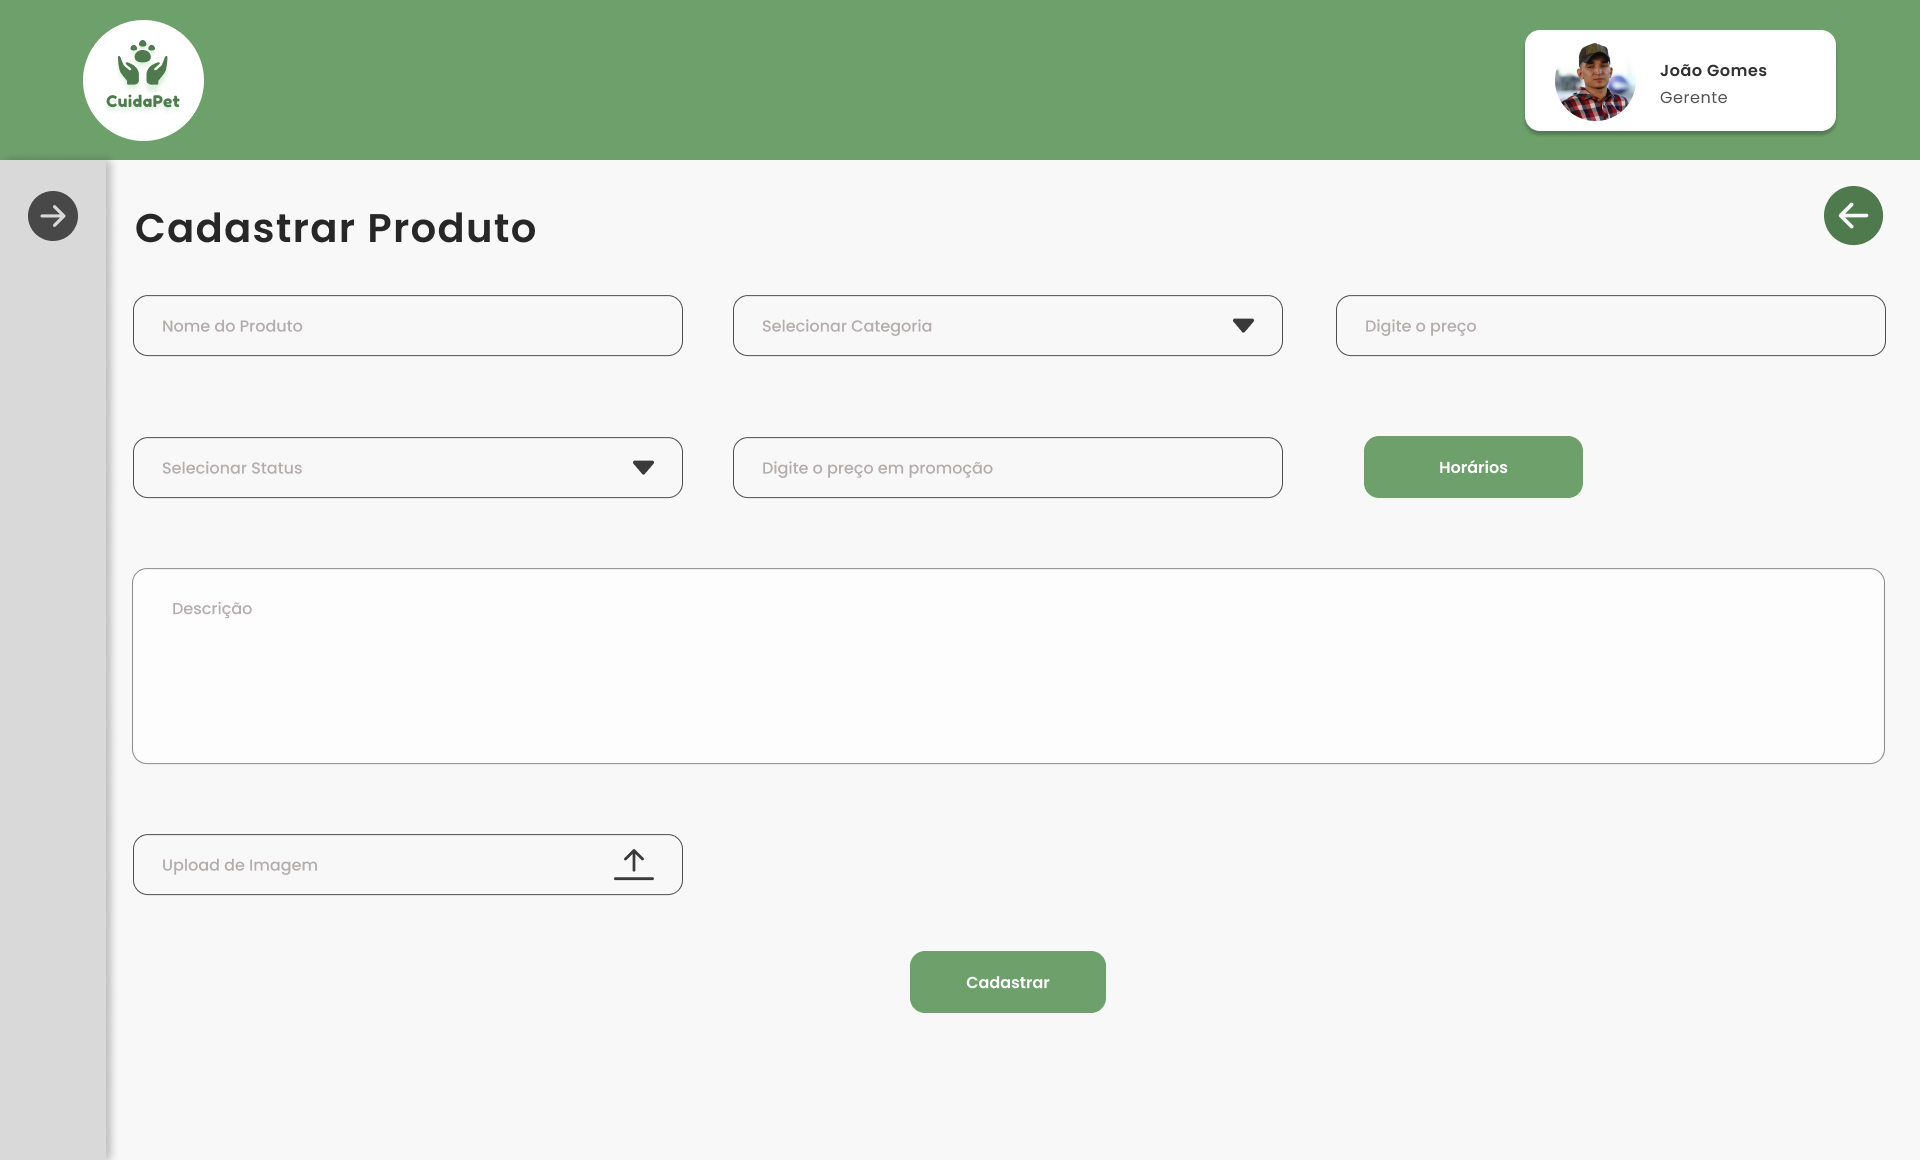 CuidaPet
João Gomes
Gerente
Cadastrar Produto
Nome do Produto
Selecionar Categoria
Digite o preço
Selecionar Status
Digite o preço em promoção
Horários
Descrição
Upload de Imagem
Cadastrar